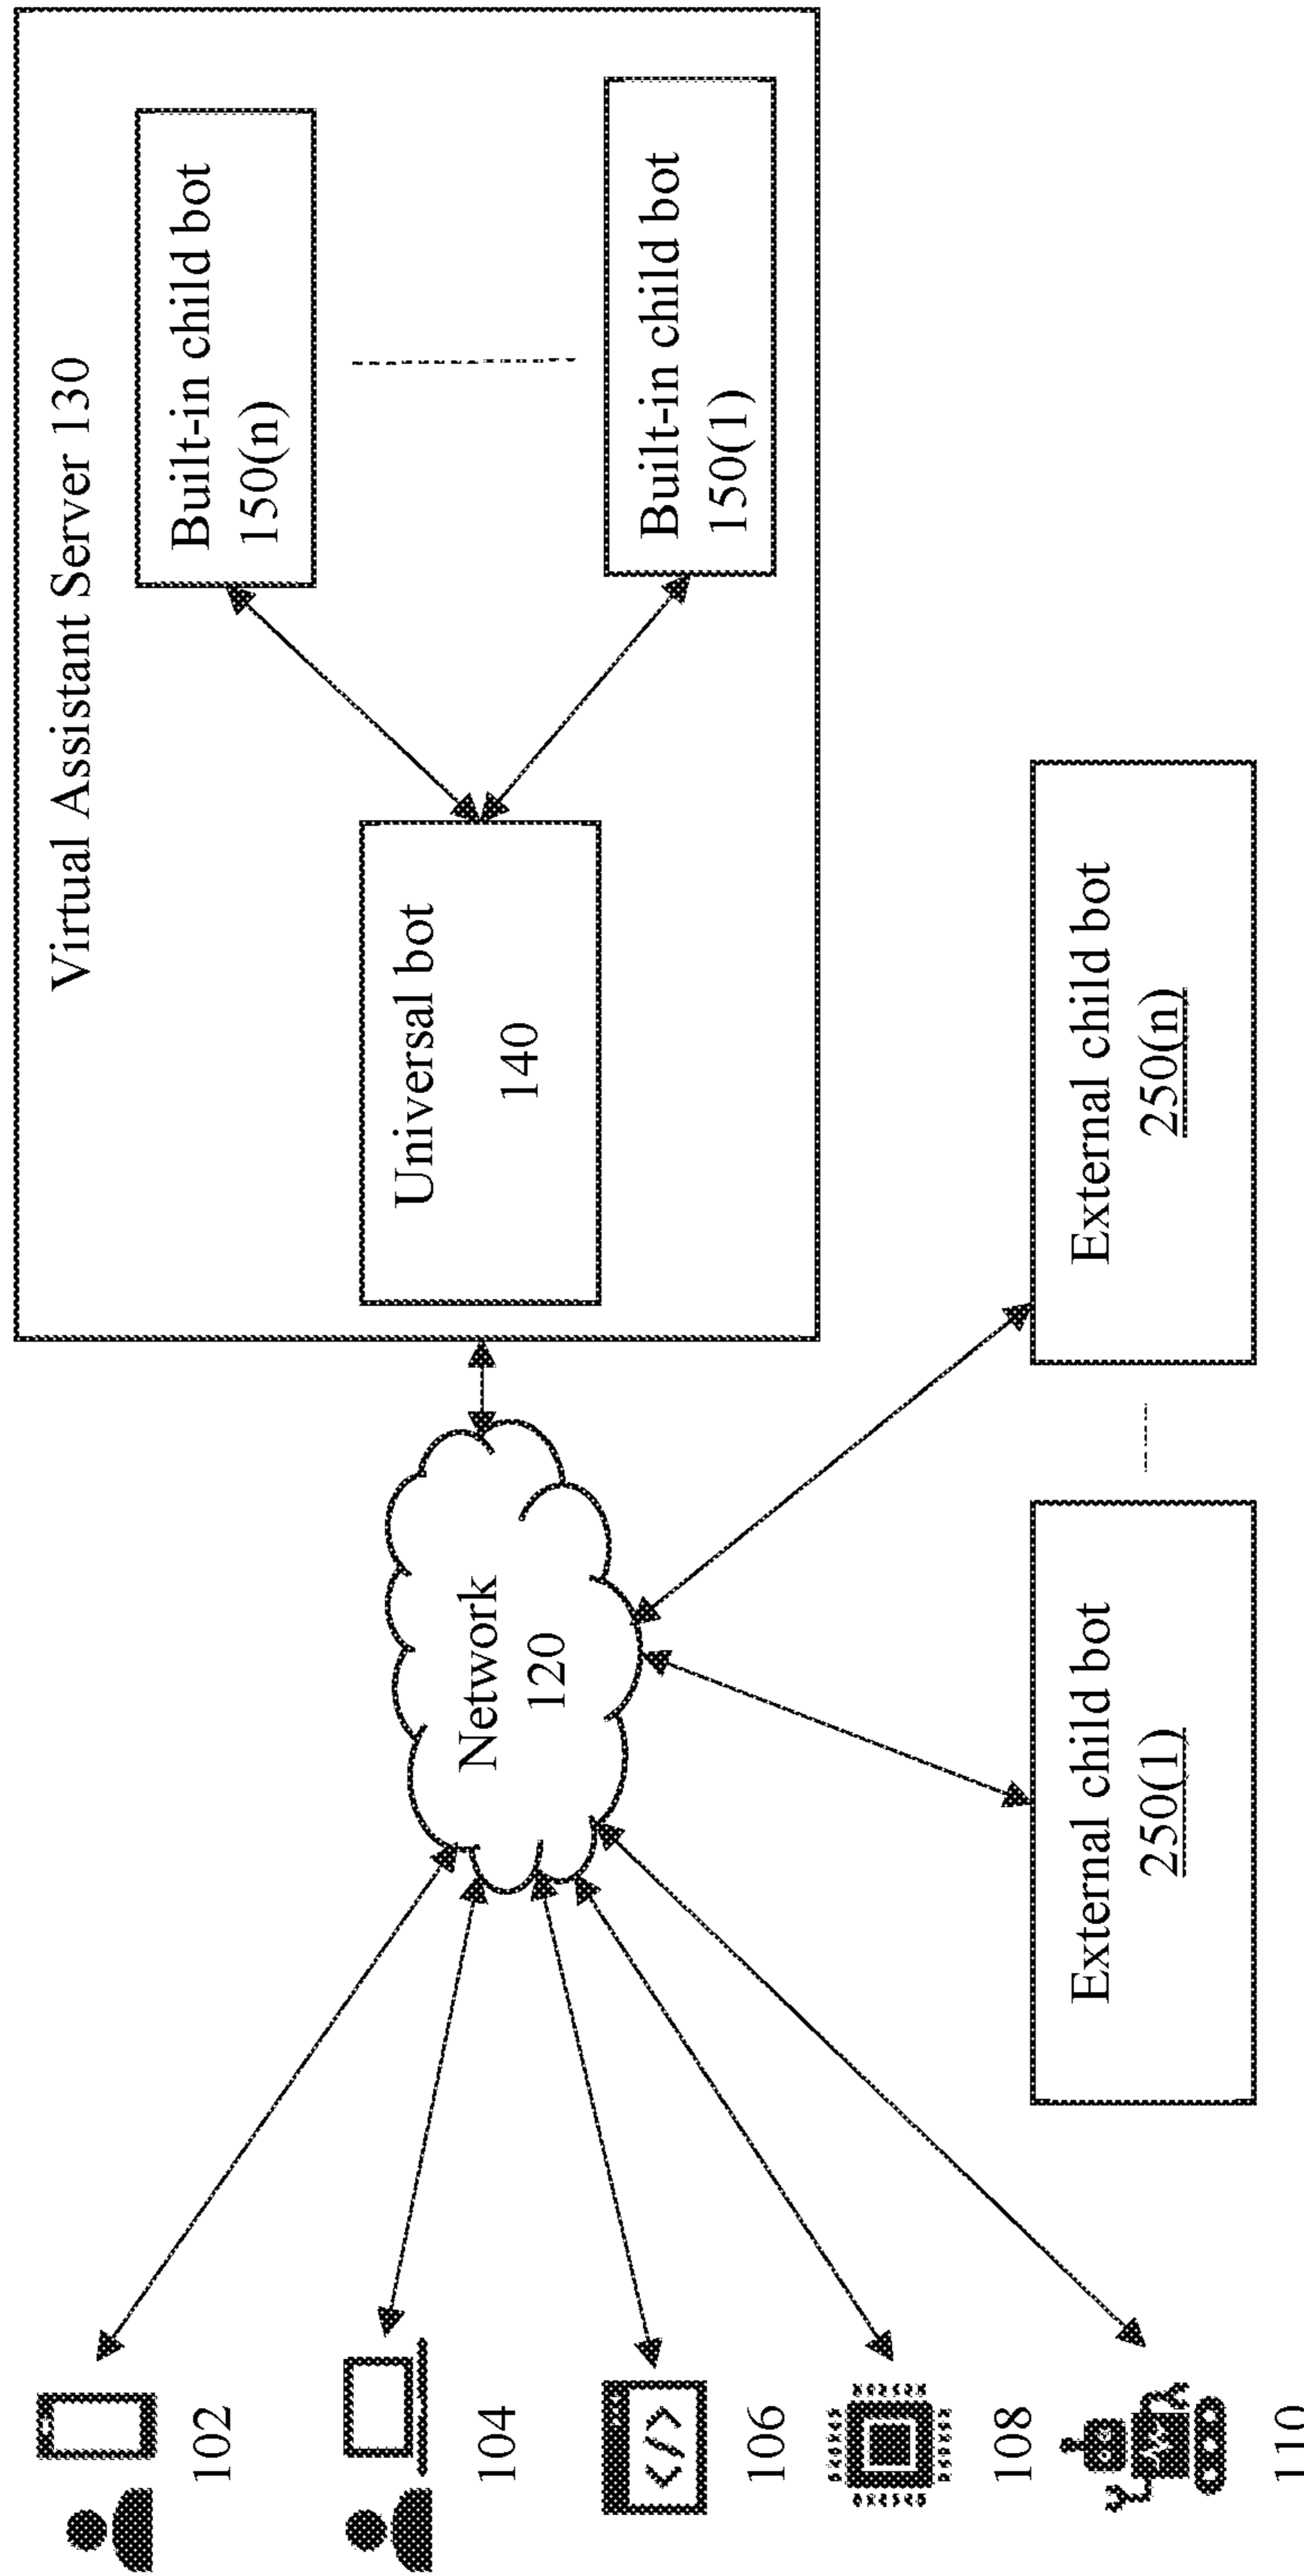 Virtual Assistant Server 130
Built-in child bot
150(n)
Universal bot
140
Built-in child bot
150(1)
Network
120
102
104
</>
106
108
110
External child bot
250(1)
External child bot
250(n)